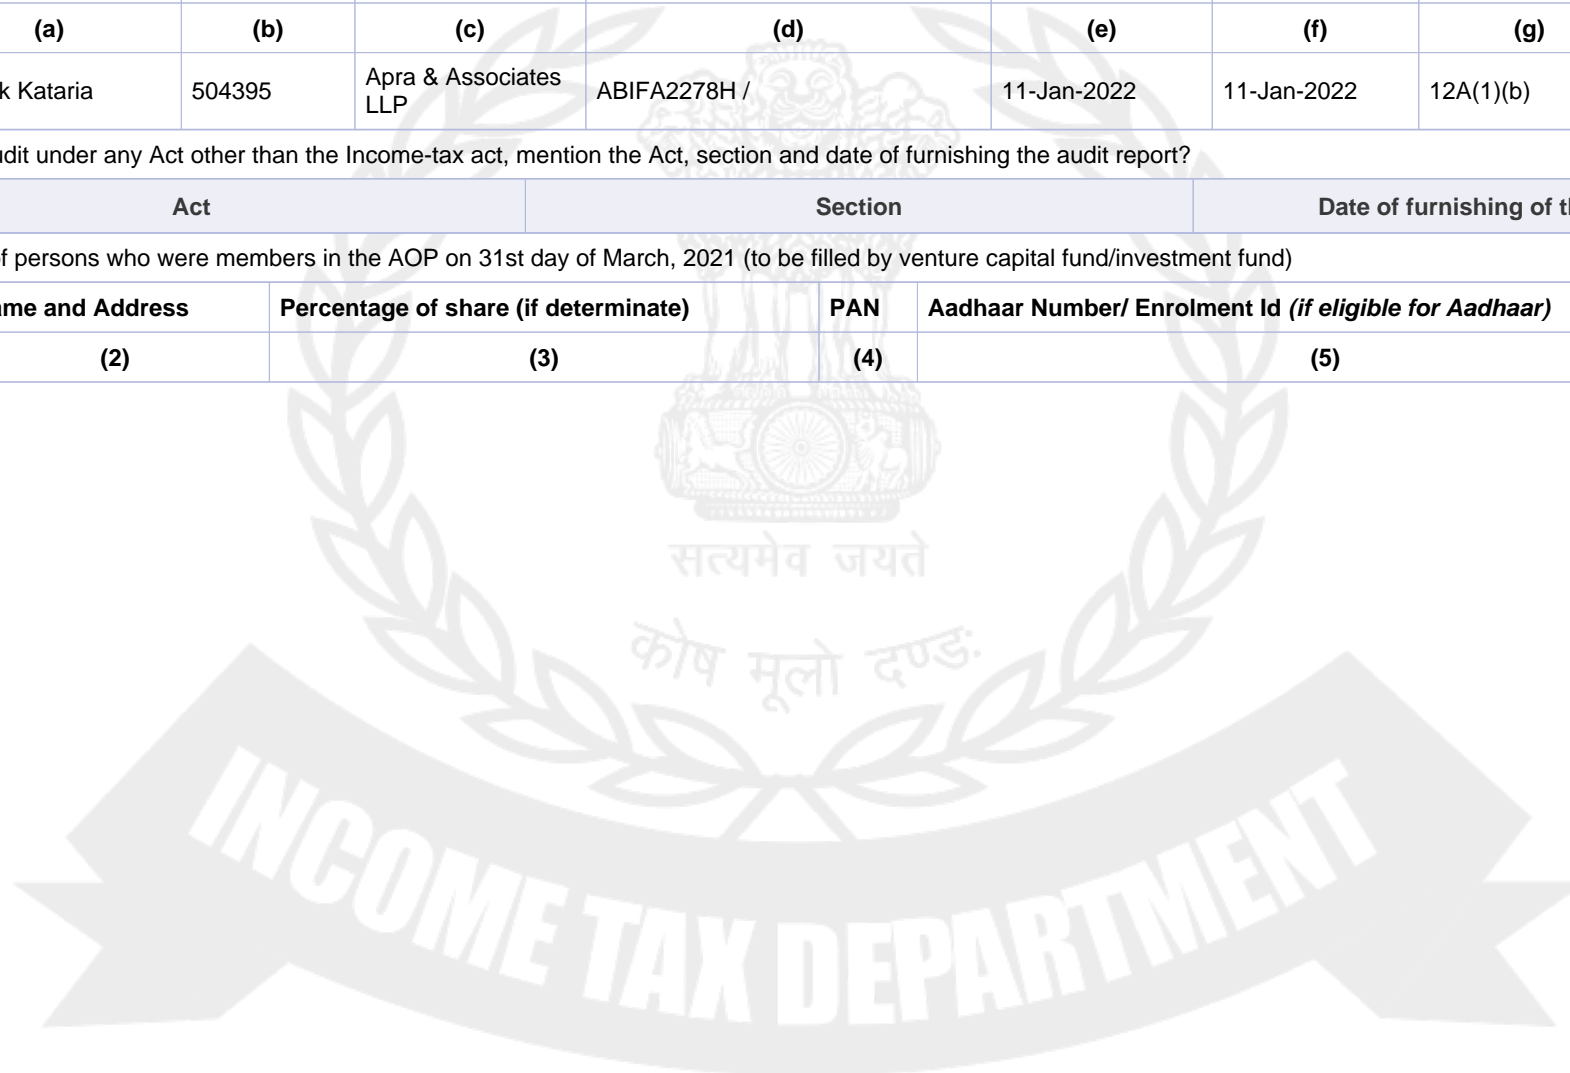 (a) (b) (c) (d) (e) (f) (g)
k Kataria 504395 Apra & Associates LLP ABIFA2278H / 11-Jan-2022 11-Jan-2022 12A(1)(b)
udit under any Act other than the Income-tax act, mention the Act, section and date of furnishing the audit report?
Act Section Date of furnishing of t
of persons who were members in the AOP on 31st day of March, 2021 (to be filled by venture capital fund/investment fund)
ame and Address Percentage of share (if determinate) PAN Aadhaar Number/ Enrolment Id (if eligible for Aadhaar)
(2) (3) (4) (5)
सत्यमेव जयते
कोष मूलो दण्डः
INCOME TAX DEPARTMENT